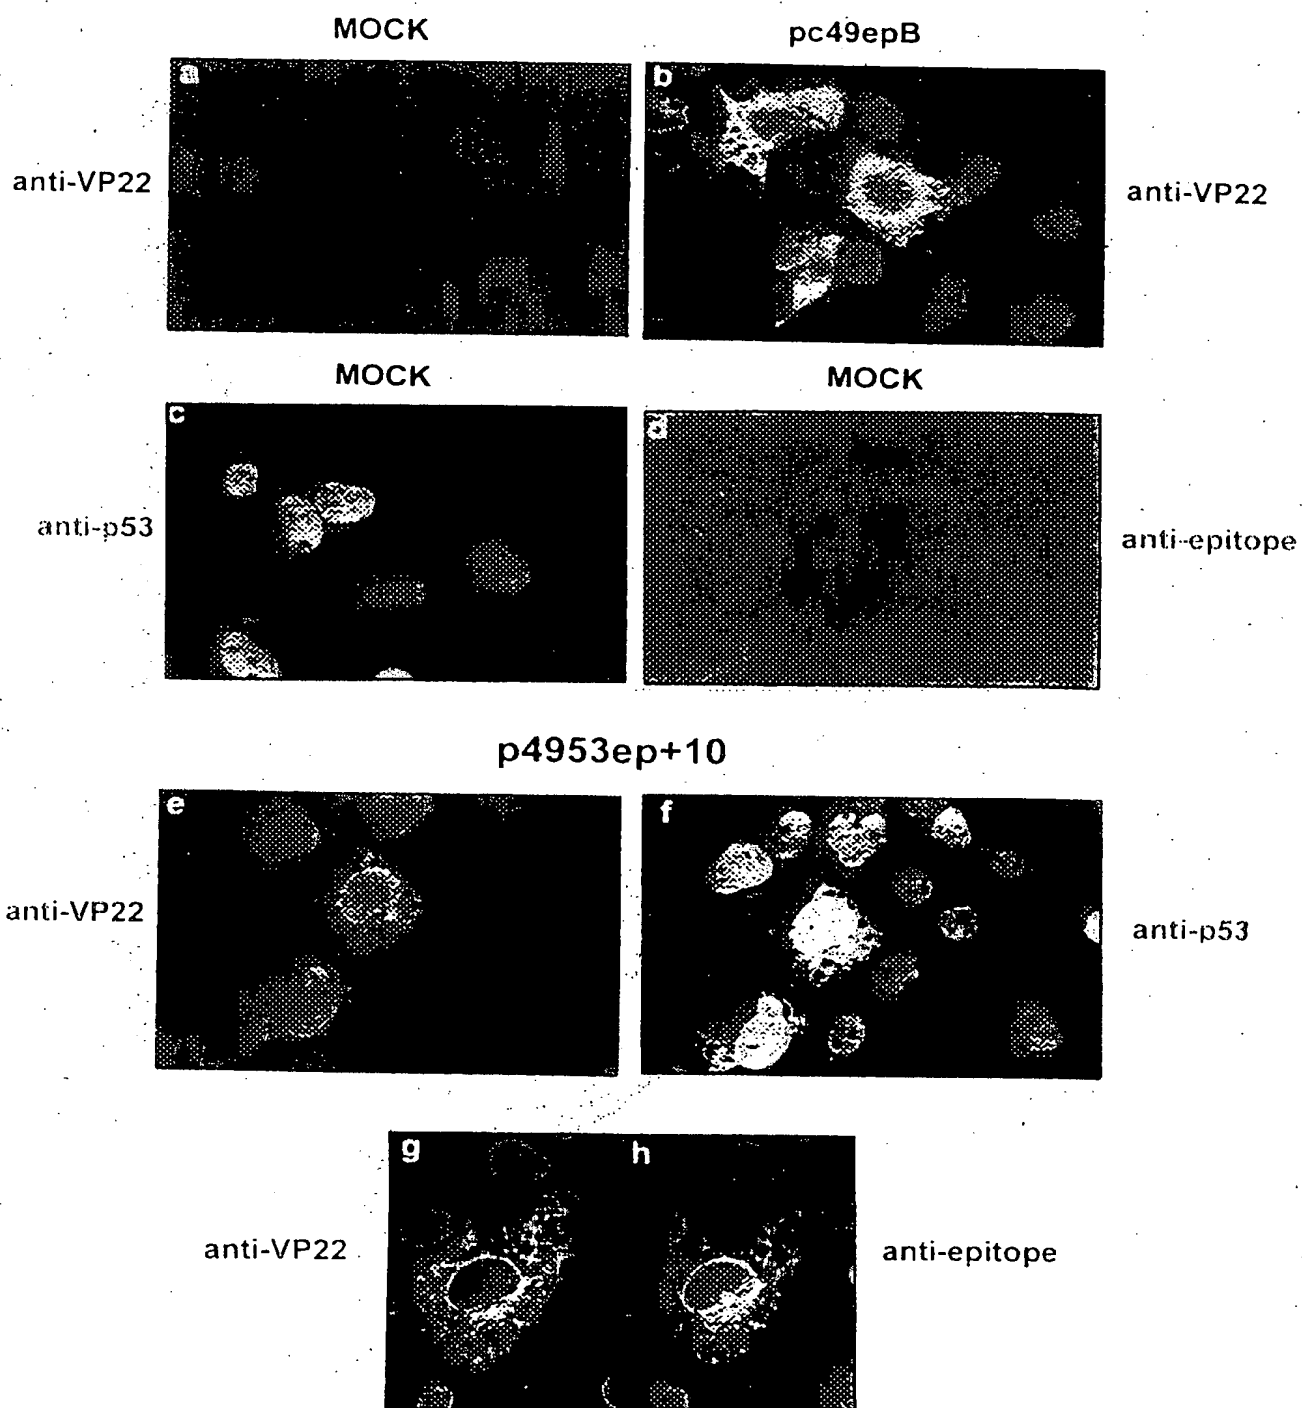 MOCK
pc49epB
a
b
anti-VP22
anti-VP22
MOCK
MOCK
c
d
anti-p53
anti-epitope
p4953ep+10
e
f
anti-VP22
anti-p53
g
h
anti-VP22
anti-epitope